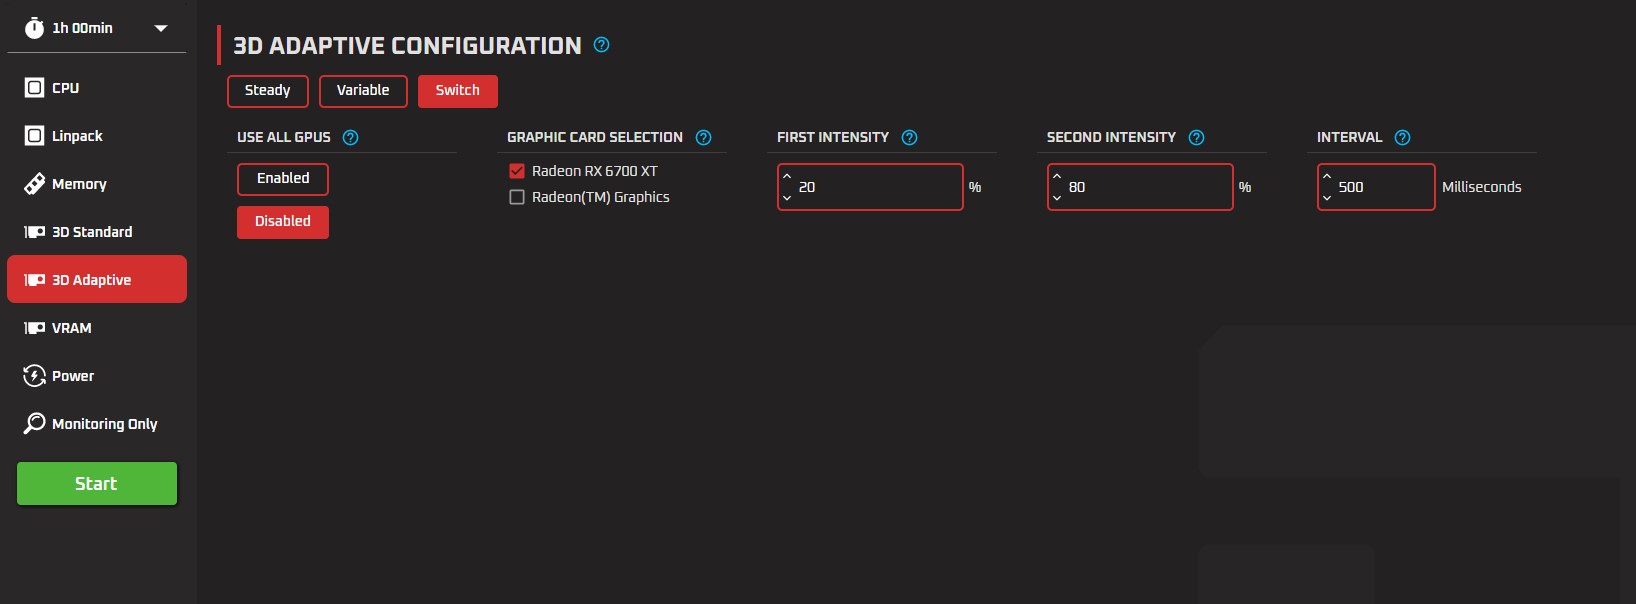 1h 00min
CPU
Linpack
Memory
3D Standard
3D Adaptive
VRAM
Power
Monitoring Only
Start
3D ADAPTIVE CONFIGURATION
Steady Variable Switch
USE ALL GPUS
Enabled
Disabled
GRAPHIC CARD SELECTION
Radeon RX 6700 XT
Radeon(TM) Graphics
FIRST INTENSITY
20 %
SECOND INTENSITY
80 %
INTERVAL
500 Milliseconds